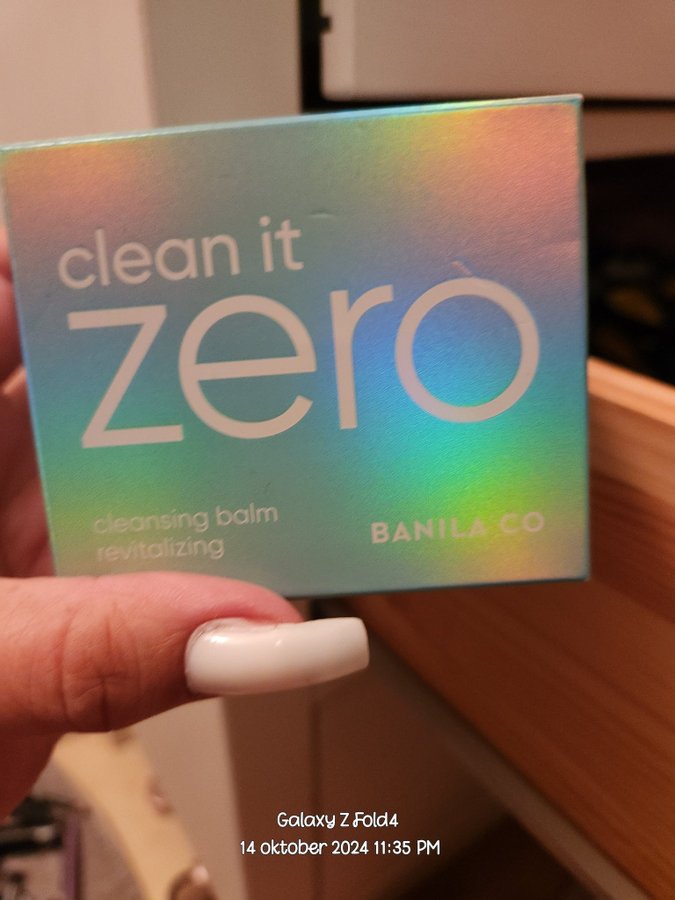 clean it
zero
cleansing balm
revitalizing
BANILA CO
Galaxy Z Fold4
14 oktober 2024 11:35 PM